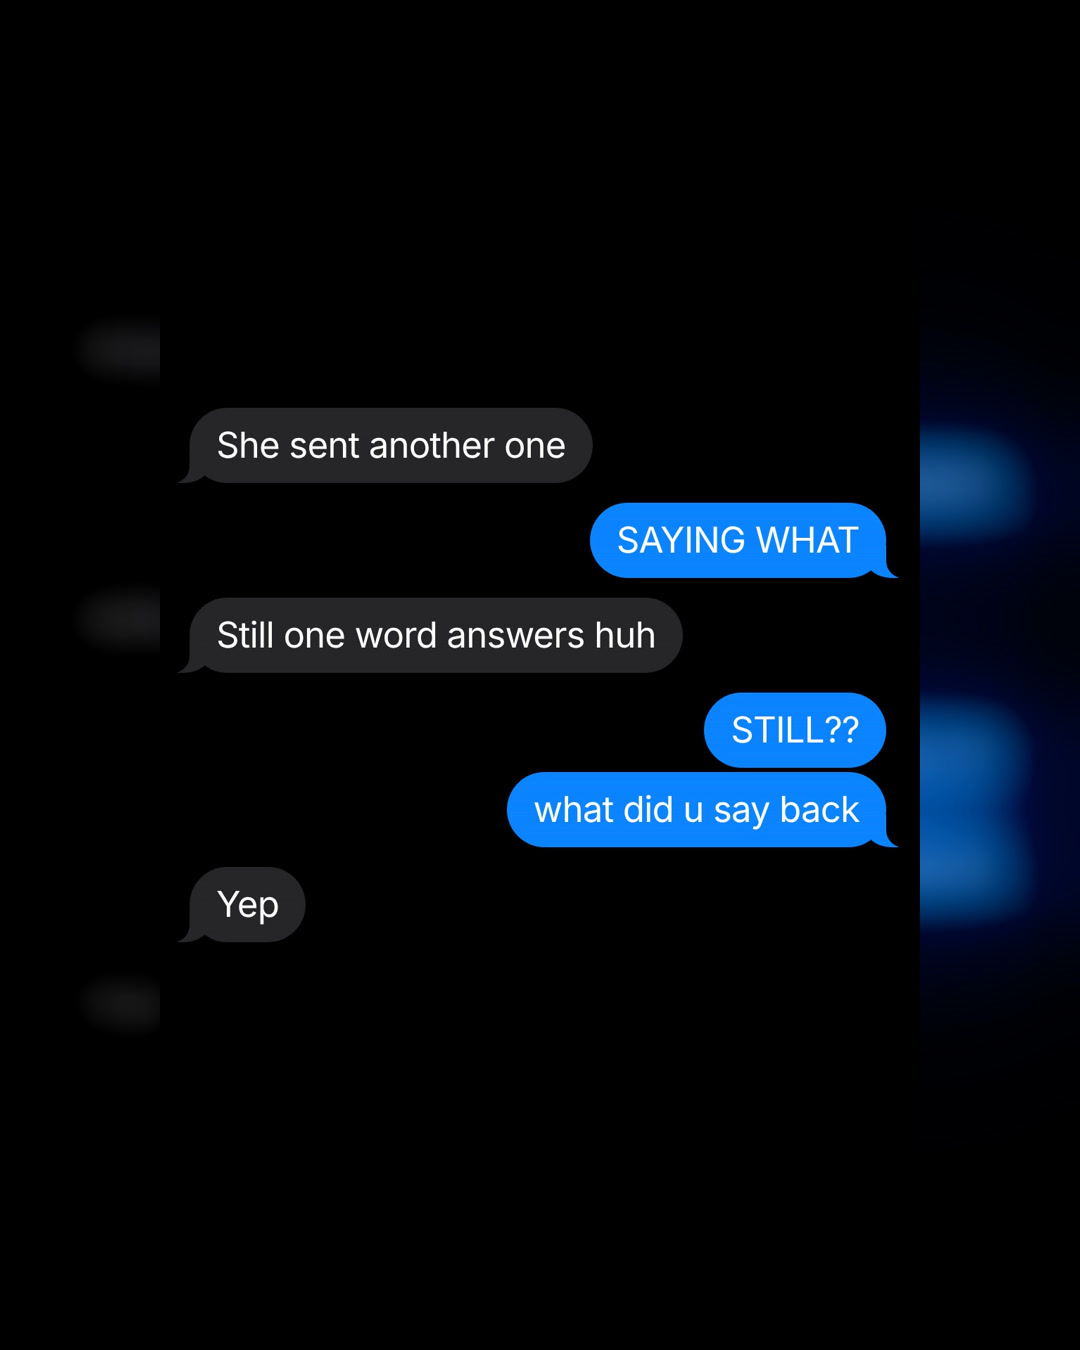 She sent another one
SAYING WHAT
Still one word answers huh
STILL??
what did u say back
Yep